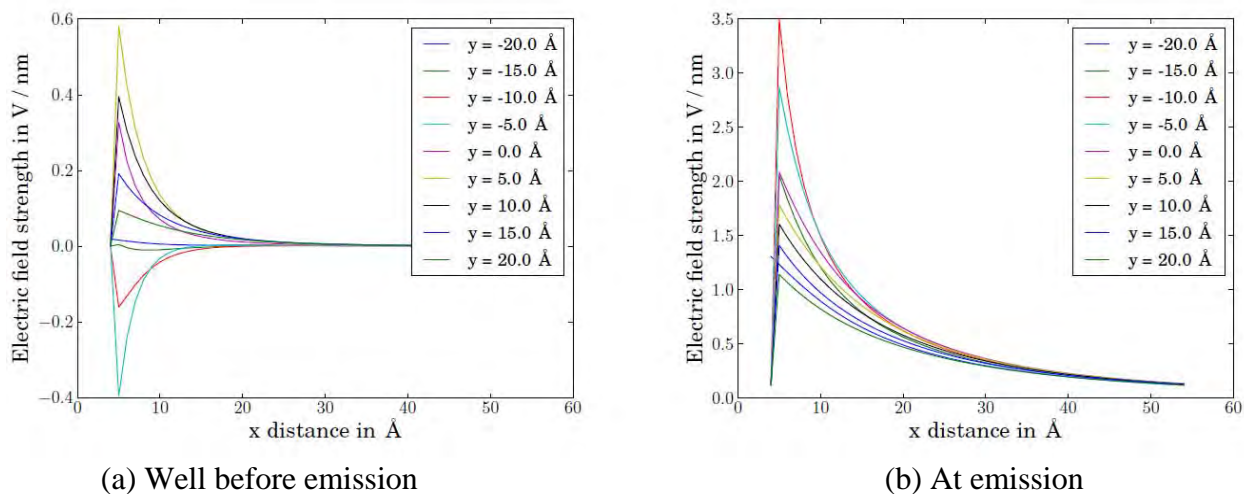 Electric field strength in V / nm
0.6
0.4
0.2
0.0
−0.2
−0.4
0
10
20
30
40
50
60
x distance in Å
y = -20.0 Å
y = -15.0 Å
y = -10.0 Å
y = -5.0 Å
y = 0.0 Å
y = 5.0 Å
y = 10.0 Å
y = 15.0 Å
y = 20.0 Å
(a) Well before emission
Electric field strength in V / nm
3.5
3.0
2.5
2.0
1.5
1.0
0.5
0.0
0
10
20
30
40
50
60
x distance in Å
y = -20.0 Å
y = -15.0 Å
y = -10.0 Å
y = -5.0 Å
y = 0.0 Å
y = 5.0 Å
y = 10.0 Å
y = 15.0 Å
y = 20.0 Å
(b) At emission